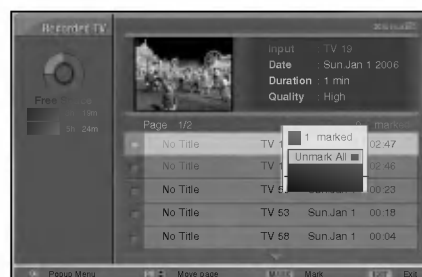 Recorded TV
Input : TV 19
Date : Sun.Jan 1 2006
Duration : 1 min
Quality : High
Free
19m
5h 24m
Page 1/2
marked
1 marked
Unmark All
No Title TV 02:47
No Title TV 02:46
No Title TV 00:23
No Title TV 53 Sun.Jan 1 00:18
No Title TV 58 Sun.Jan 1 00:04
Popup Menu
Move page
MARK Mark
EXIT Exit